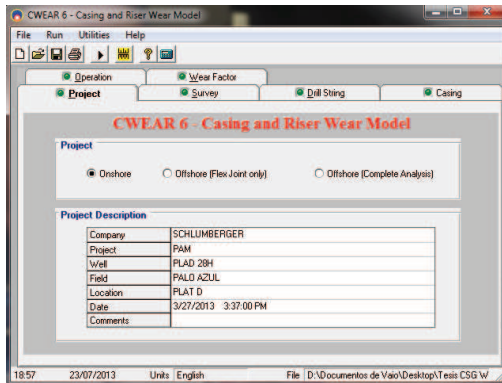 CWEAR 6 - Casing and Riser Wear Model
File Run Utilities Help
Operation Wear Factor
Project Survey Drill String Casing
CWEAR 6 - Casing and Riser Wear Model
Project
Onshore Offshore (Flex Joint only) Offshore (Complete Analysis)
Project Description
Company SCHLUMBERGER
Project PAM
Well PLAD 28H
Field PALO AZUL
Location PLAT D
Date 3/27/2013 3:37:00 PM
Comments
18:57 23/07/2013 Units English File D:\Documentos de Vaio\Desktop\Tesis CSG W